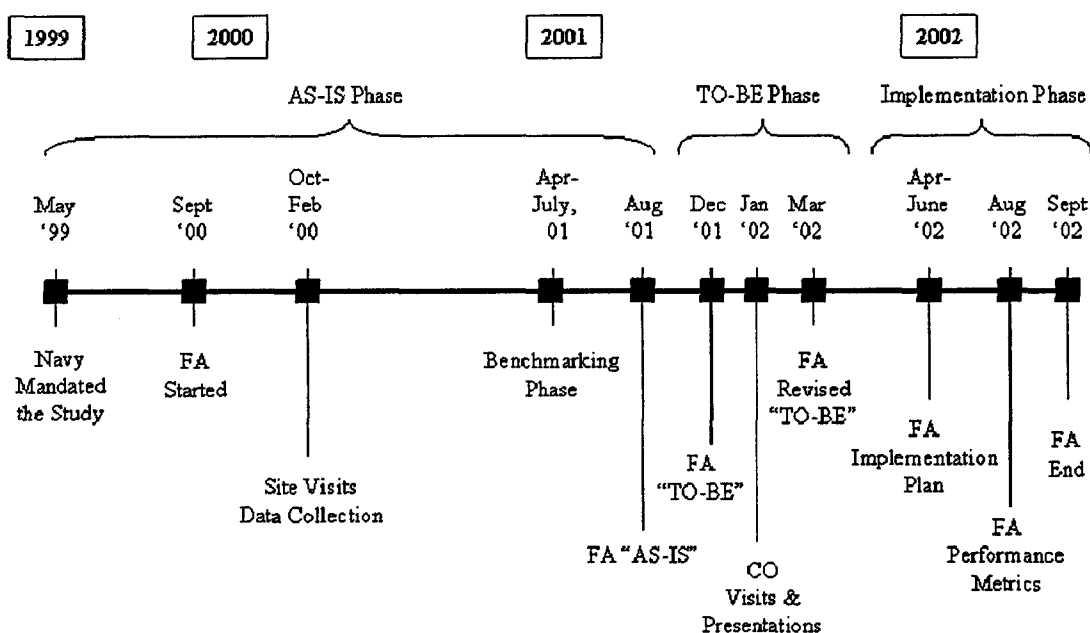 1999
2000
2001
2002
AS-IS Phase
TO-BE Phase
Implementation Phase
May
‘99
Sept
‘00
Oct-
Feb
‘00
Apr-
July,
01
Aug
‘01
Dec
‘01
Jan
‘02
Mar
‘02
Apr-
June
‘02
Aug
‘02
Sept
‘02
Navy
Mandated
the Study
FA
Started
Site Visits
Data Collection
Benchmarking
Phase
FA “AS-IS”
FA
“TO-BE”
CO
Visits &
Presentations
FA
Revised
“TO-BE”
FA
Implementation
Plan
FA
Performance
Metrics
FA
End